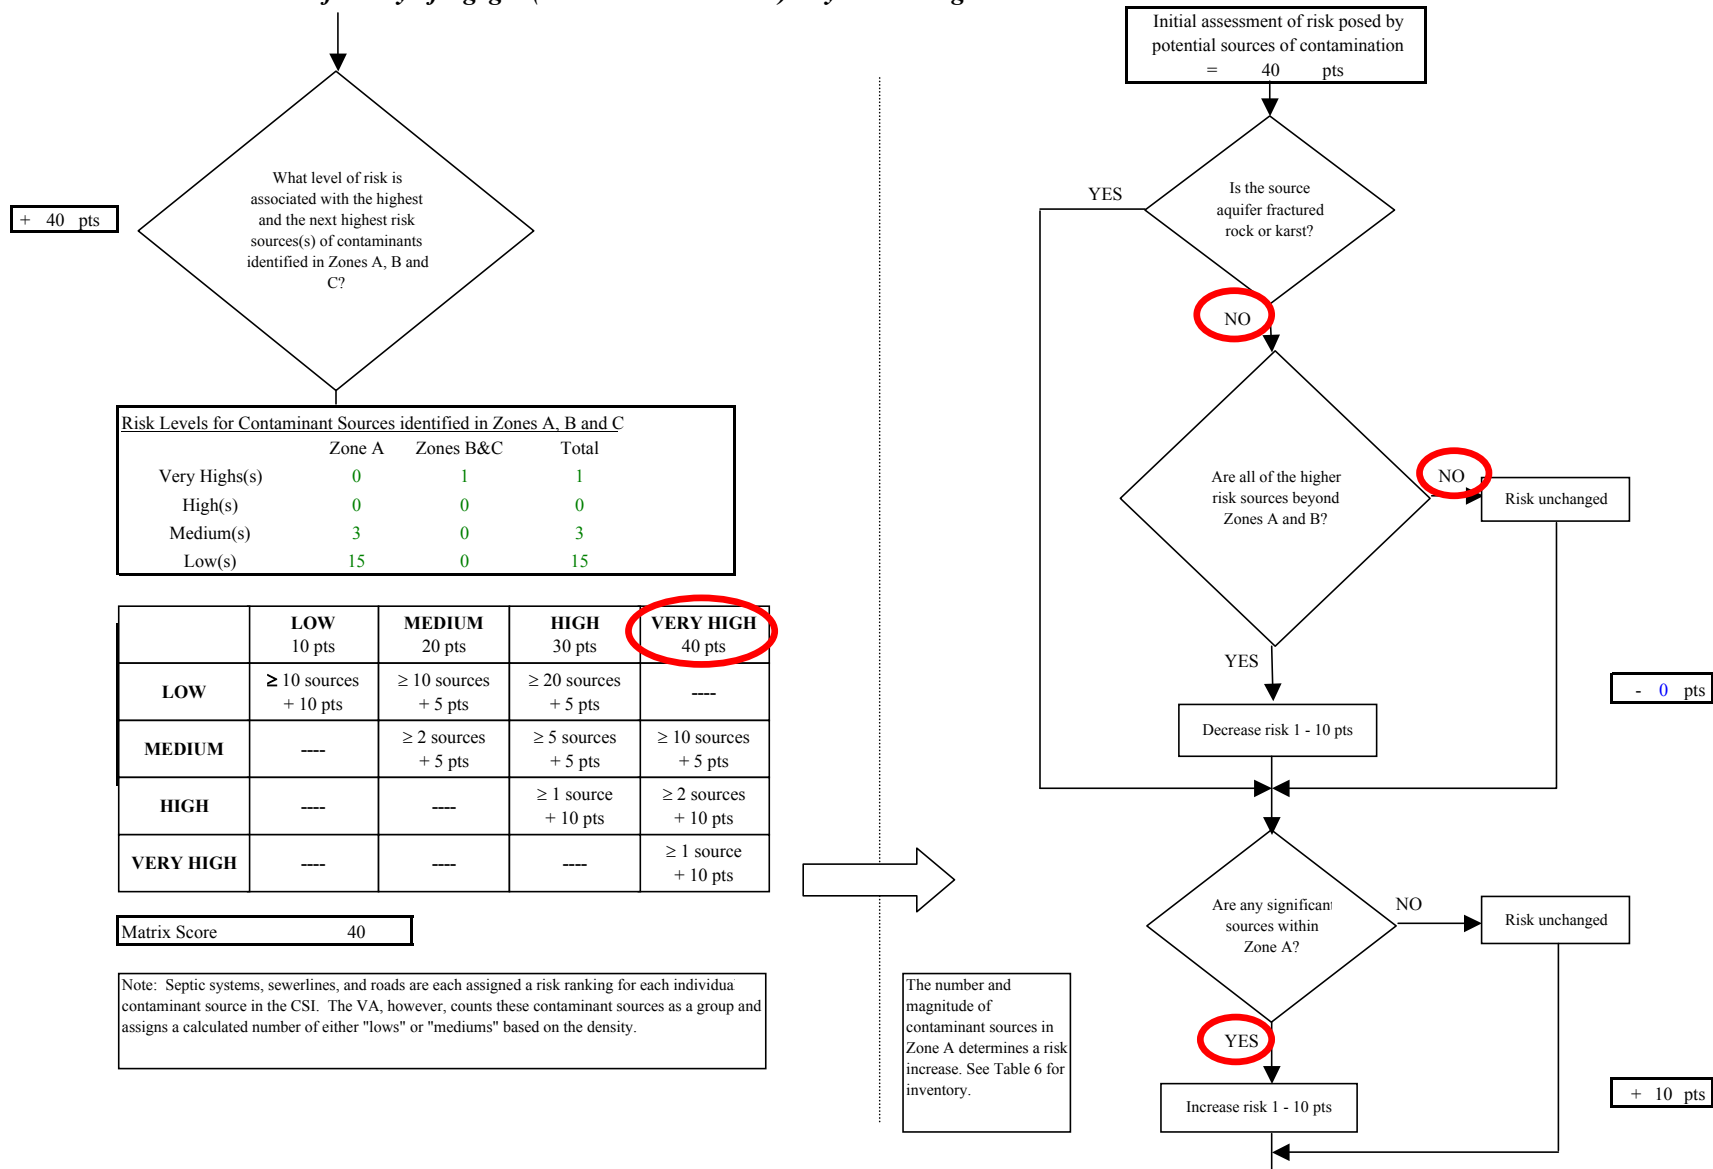 Initial assessment of risk posed by
potential sources of contamination
= 40 pts
What level of risk is
associated with the highest
and the next highest risk
sources(s) of contaminants
identified in Zones A, B and
C?
+ 40 pts
Risk Levels for Contaminant Sources identified in Zones A, B and C
Zone A Zones B&C Total
Very Highs(s) 0 1 1
High(s) 0 0 0
Medium(s) 3 0 3
Low(s) 15 0 15
LOW MEDIUM HIGH VERY HIGH
10 pts 20 pts 30 pts 40 pts
LOW ≥ 10 sources ≥ 10 sources ≥ 20 sources ----
+ 10 pts + 5 pts + 5 pts
MEDIUM ---- ≥ 2 sources ≥ 5 sources ≥ 10 sources
+ 5 pts + 5 pts + 5 pts
HIGH ---- ---- ≥ 1 source ≥ 2 sources
+ 10 pts + 10 pts
VERY HIGH ---- ---- ---- ≥ 1 source
+ 10 pts
Matrix Score 40
Note: Septic systems, sewerlines, and roads are each assigned a risk ranking for each individua
contaminant source in the CSI. The VA, however, counts these contaminant sources as a group and
assigns a calculated number of either "lows" or "mediums" based on the density.
YES
Is the source
aquifer fractured
rock or karst?
NO
Are all of the higher
risk sources beyond
Zones A and B?
NO
Risk unchanged
YES
- 0 pts
Decrease risk 1 - 10 pts
Are any significant
sources within
Zone A?
NO
Risk unchanged
The number and
magnitude of
contaminant sources in
Zone A determines a risk
increase. See Table 6 for
inventory.
YES
+ 10 pts
Increase risk 1 - 10 pts